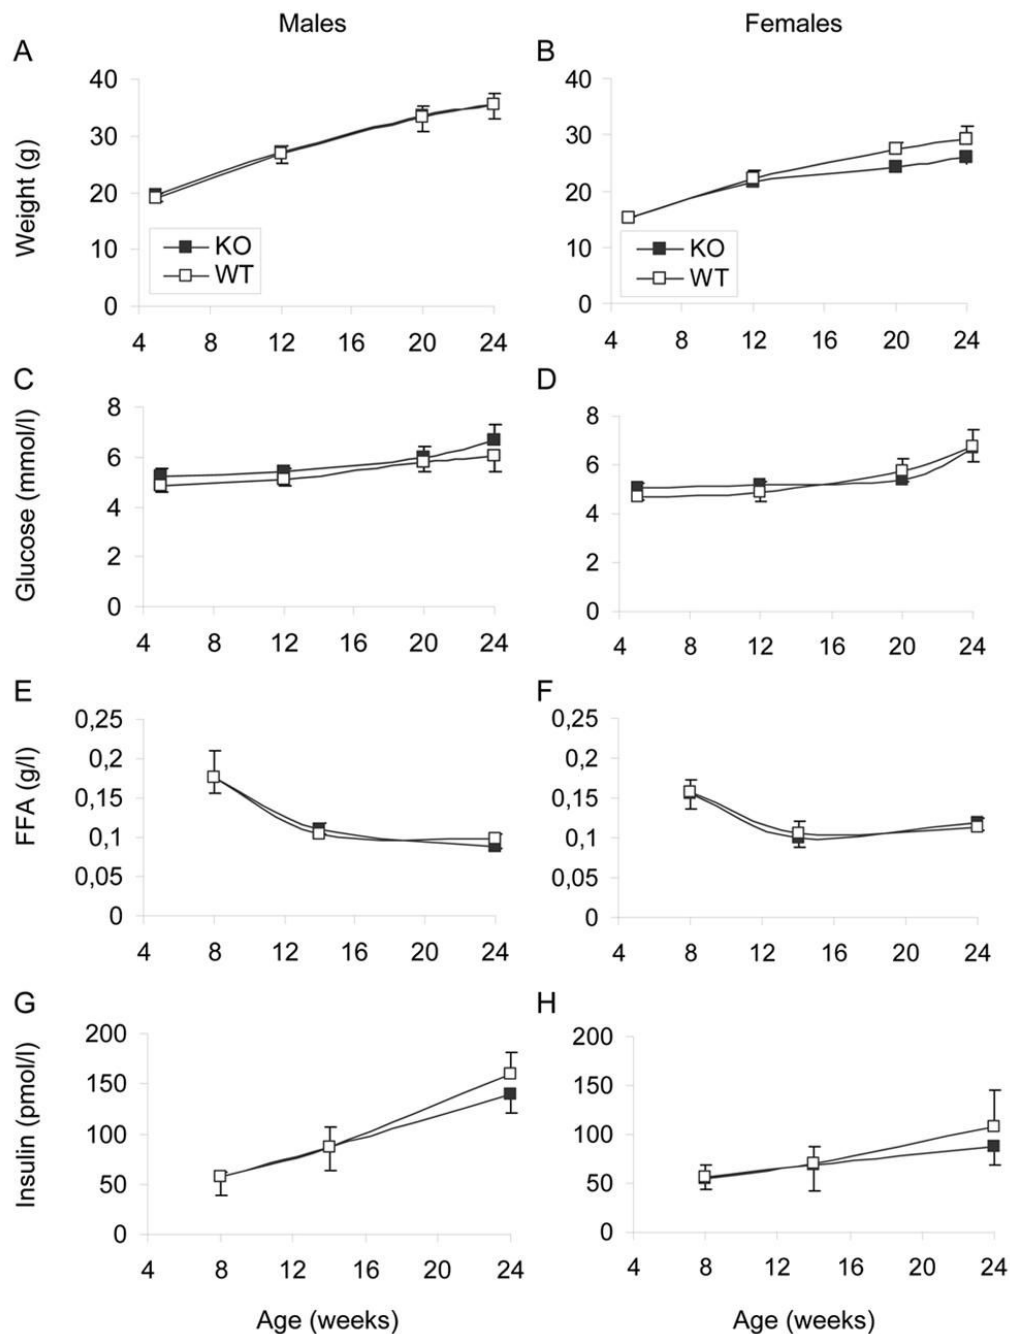 Males Females
A B
Weight (g)
40 40
30 30
20 20
10 10
0 0
KO KO
WT WT
4 8 12 16 20 24 4 8 12 16 20 24
C D
Glucose (mmol/l)
8 8
6 6
4 4
2 2
0 0
4 8 12 16 20 24 4 8 12 16 20 24
E F
FFA (g/l)
0,25 0,25
0,2 0,2
0,15 0,15
0,1 0,1
0,05 0,05
0 0
4 8 12 16 20 24 4 8 12 16 20 24
G H
Insulin (pmol/l)
200 200
150 150
100 100
50 50
0 0
4 8 12 16 20 24 4 8 12 16 20 24
Age (weeks) Age (weeks)